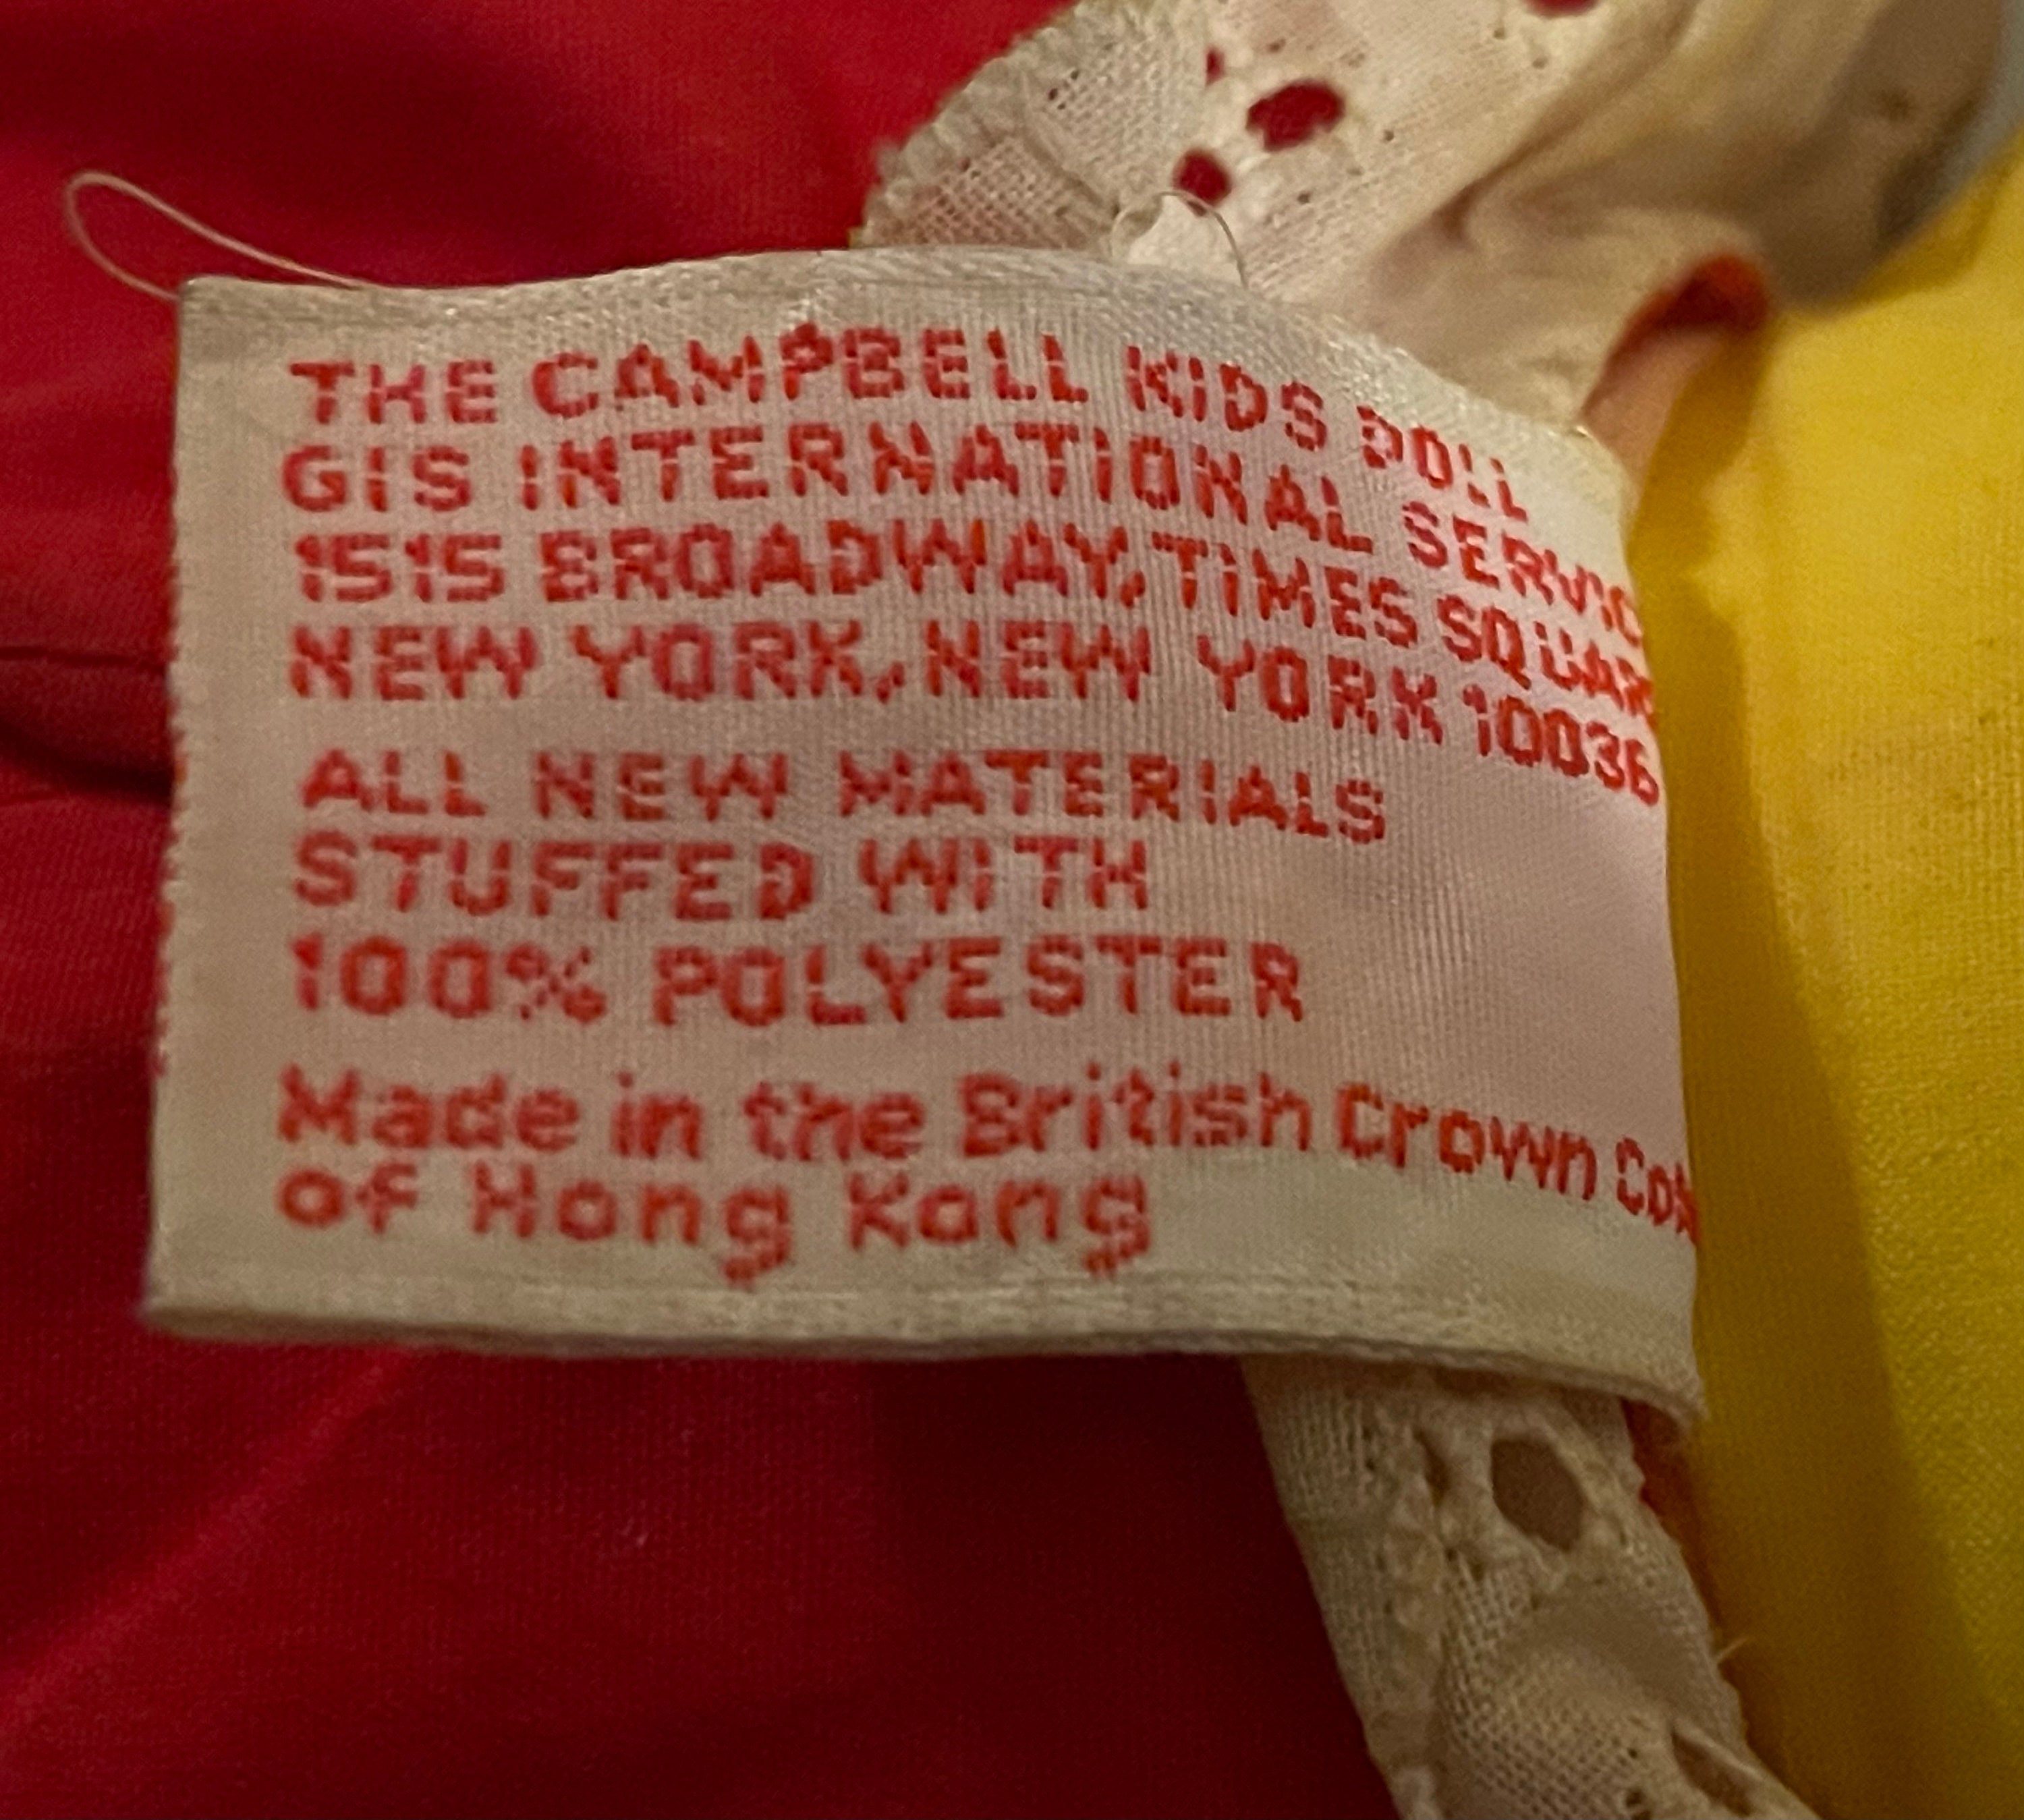 THE CAMPBELL KIDS DOLL
GIS INTERNATIONAL SERVIC
1515 BROADWAY, TIMES SQUARE
NEW YORK, NEW YORK 10036
ALL NEW MATERIALS
STUFFED WITH
100% POLYESTER
Made in the British Crown
of Hong Kong